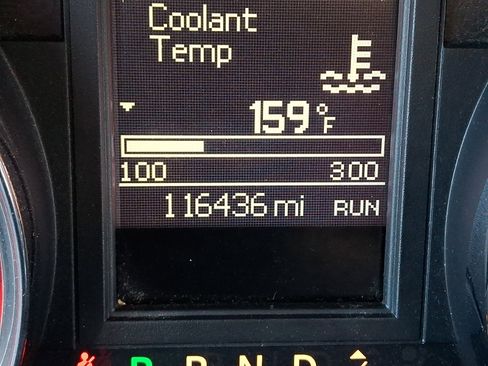 Coolant
Temp
159°F
100 300
116436 mi RUN
P R N D